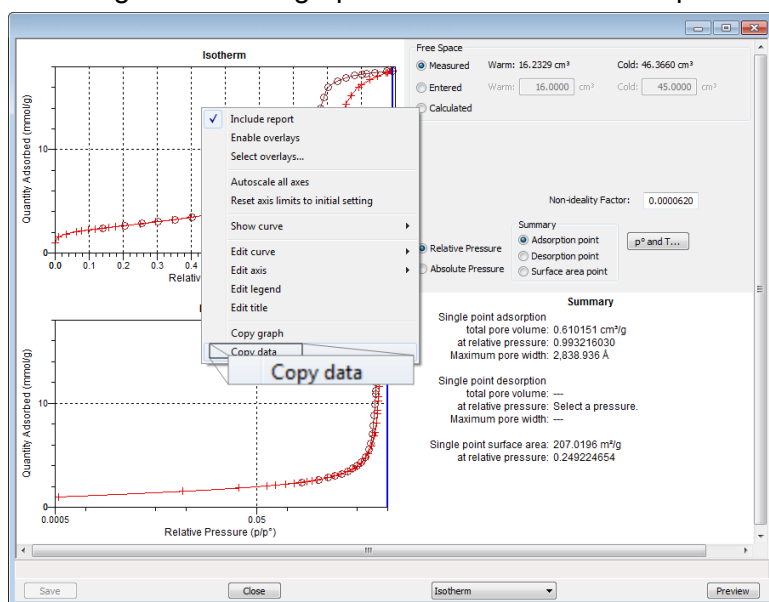 Isotherm
Quantity Adsorbed (mmol/g)
10
0
0.0 0.1 0.2 0.3 0.4
Relativ
Include report
Enable overlays
Select overlays...
Autoscale all axes
Reset axis limits to initial setting
Show curve
Edit curve
Edit axis
Edit legend
Edit title
Copy graph
Copy data
Copy data
Quantity Adsorbed (mmol/g)
10
0
0.0005 0.05
Relative Pressure (p/p°)
Free Space
Measured Warm: 16.2329 cm³ Cold: 46.3660 cm³
Entered Warm: 16.0000 cm³ Cold: 45.0000 cm³
Calculated
Non-ideality Factor: 0.0000620
Relative Pressure
Absolute Pressure
Summary
Adsorption point
Desorption point
Surface area point
p° and T...
Summary
Single point adsorption
total pore volume: 0.610151 cm³/g
at relative pressure: 0.993216030
Maximum pore width: 2,838.936 Å
Single point desorption
total pore volume: ---
at relative pressure: Select a pressure.
Maximum pore width: ---
Single point surface area: 207.0196 m²/g
at relative pressure: 0.249224654
Save Close Isotherm Preview